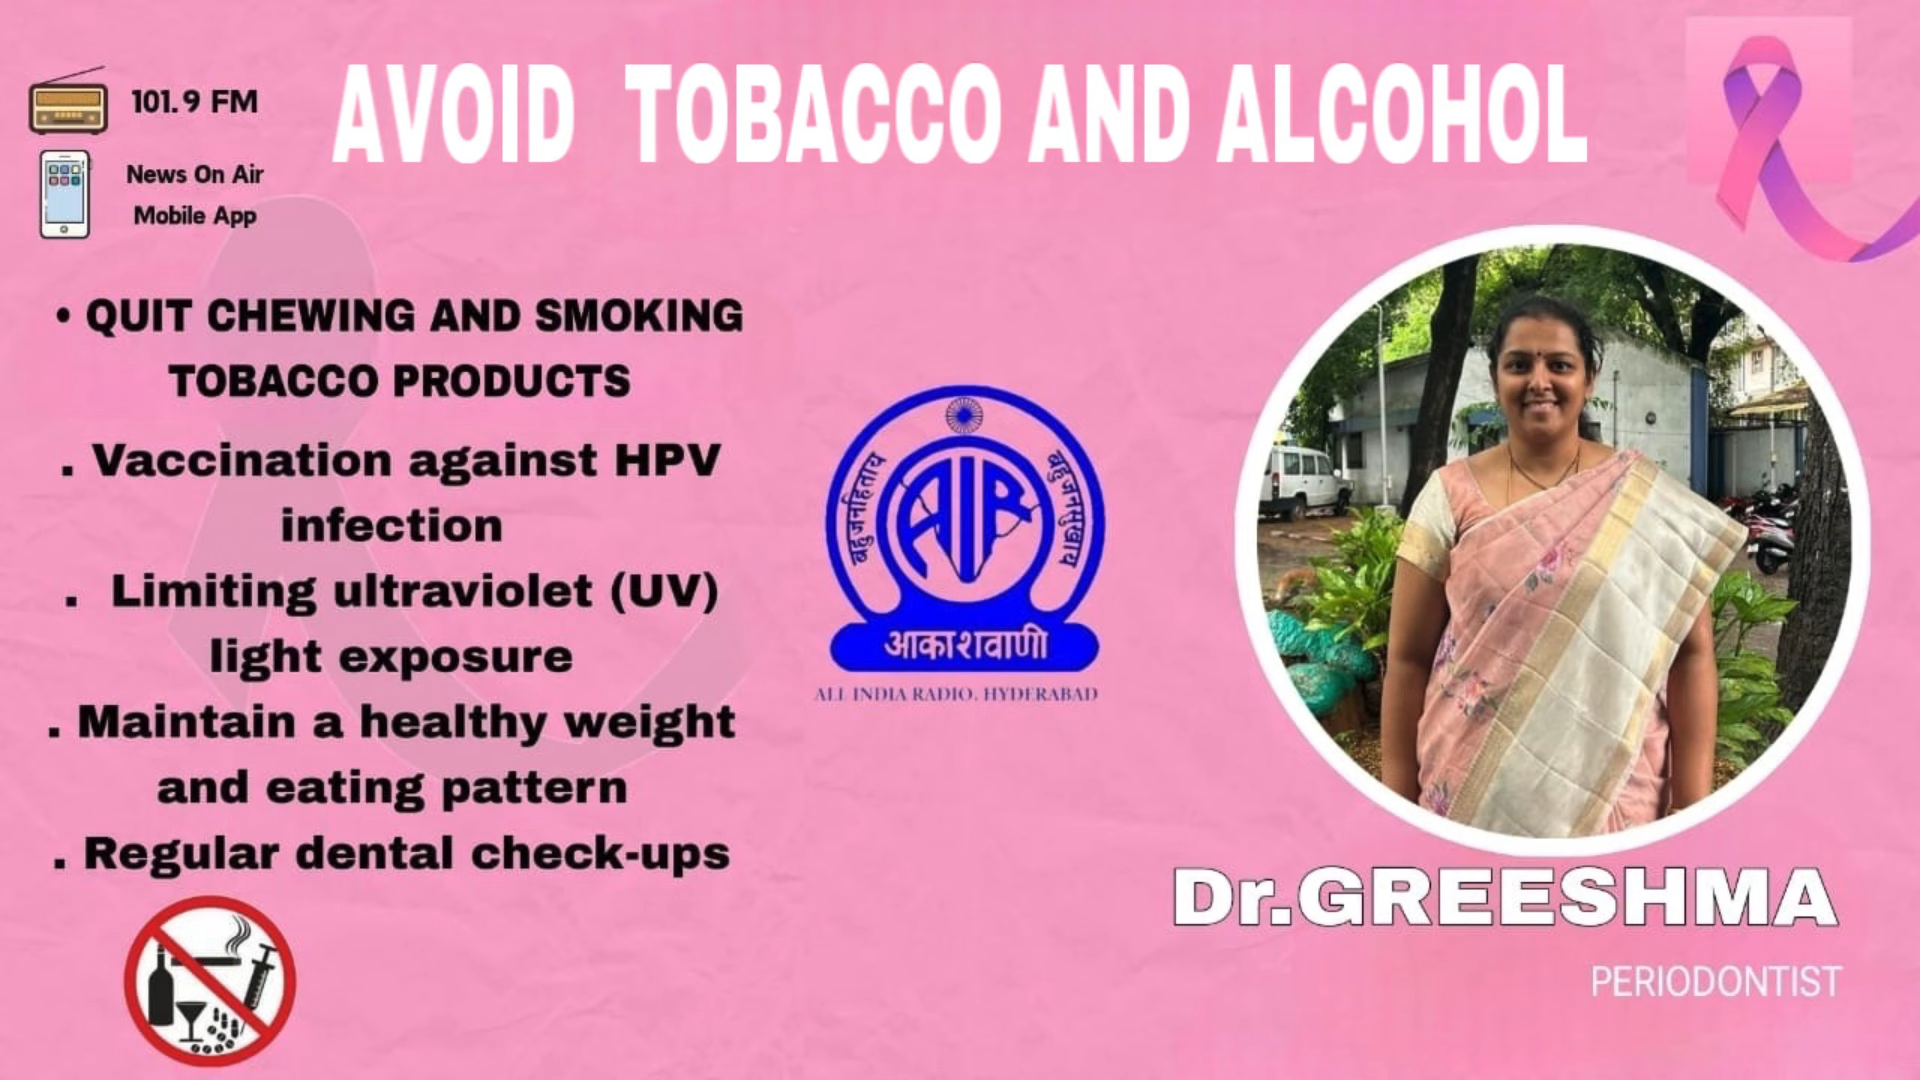 101.9 FM
News On Air
Mobile App
AVOID TOBACCO AND ALCOHOL
• QUIT CHEWING AND SMOKING
TOBACCO PRODUCTS
. Vaccination against HPV
infection
. Limiting ultraviolet (UV)
light exposure
. Maintain a healthy weight
and eating pattern
. Regular dental check-ups
बहुजनहिताय
बहुजनसुखाय
AIR
आकाशवाणी
ALL INDIA RADIO. HYDERABAD
Dr.GREESHMA
PERIODONTIST